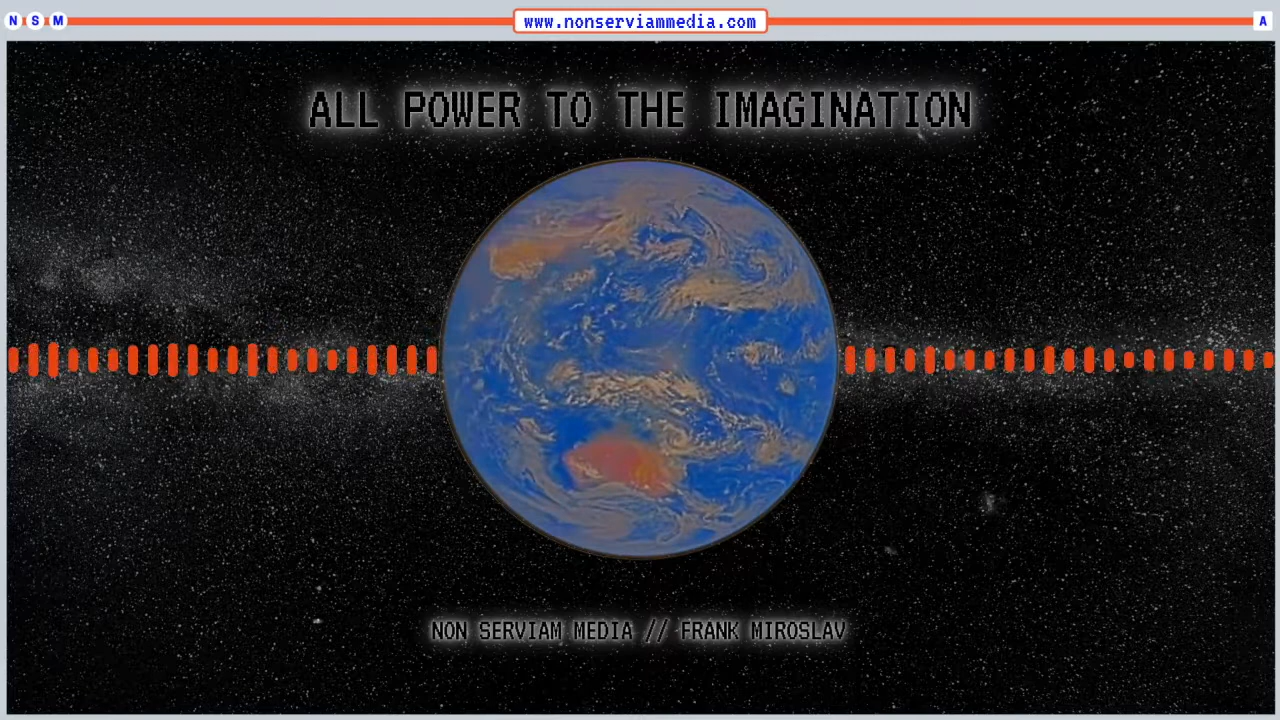 N S M www.nonserviammedia.com A
ALL POWER TO THE IMAGINATION
NON SERVIAM MEDIA // FRANK MIROSLAV